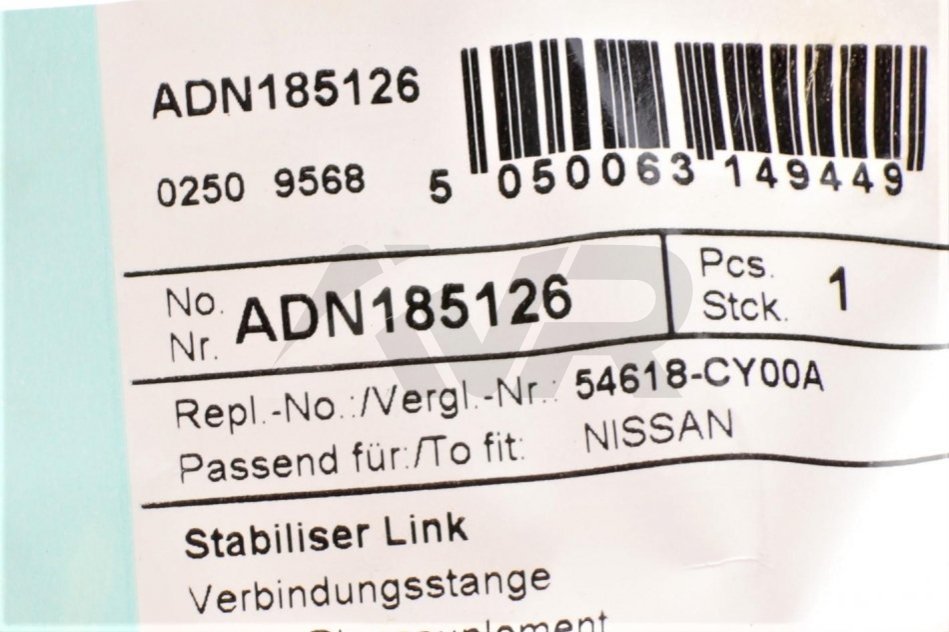 ADN185126
0250 9568
5 050063 149449
No. Nr. ADN185126
Pcs. Stck. 1
Repl.-No.:/Vergl.-Nr.: 54618-CY00A
Passend für:/To fit: NISSAN
Stabiliser Link
Verbindungsstange